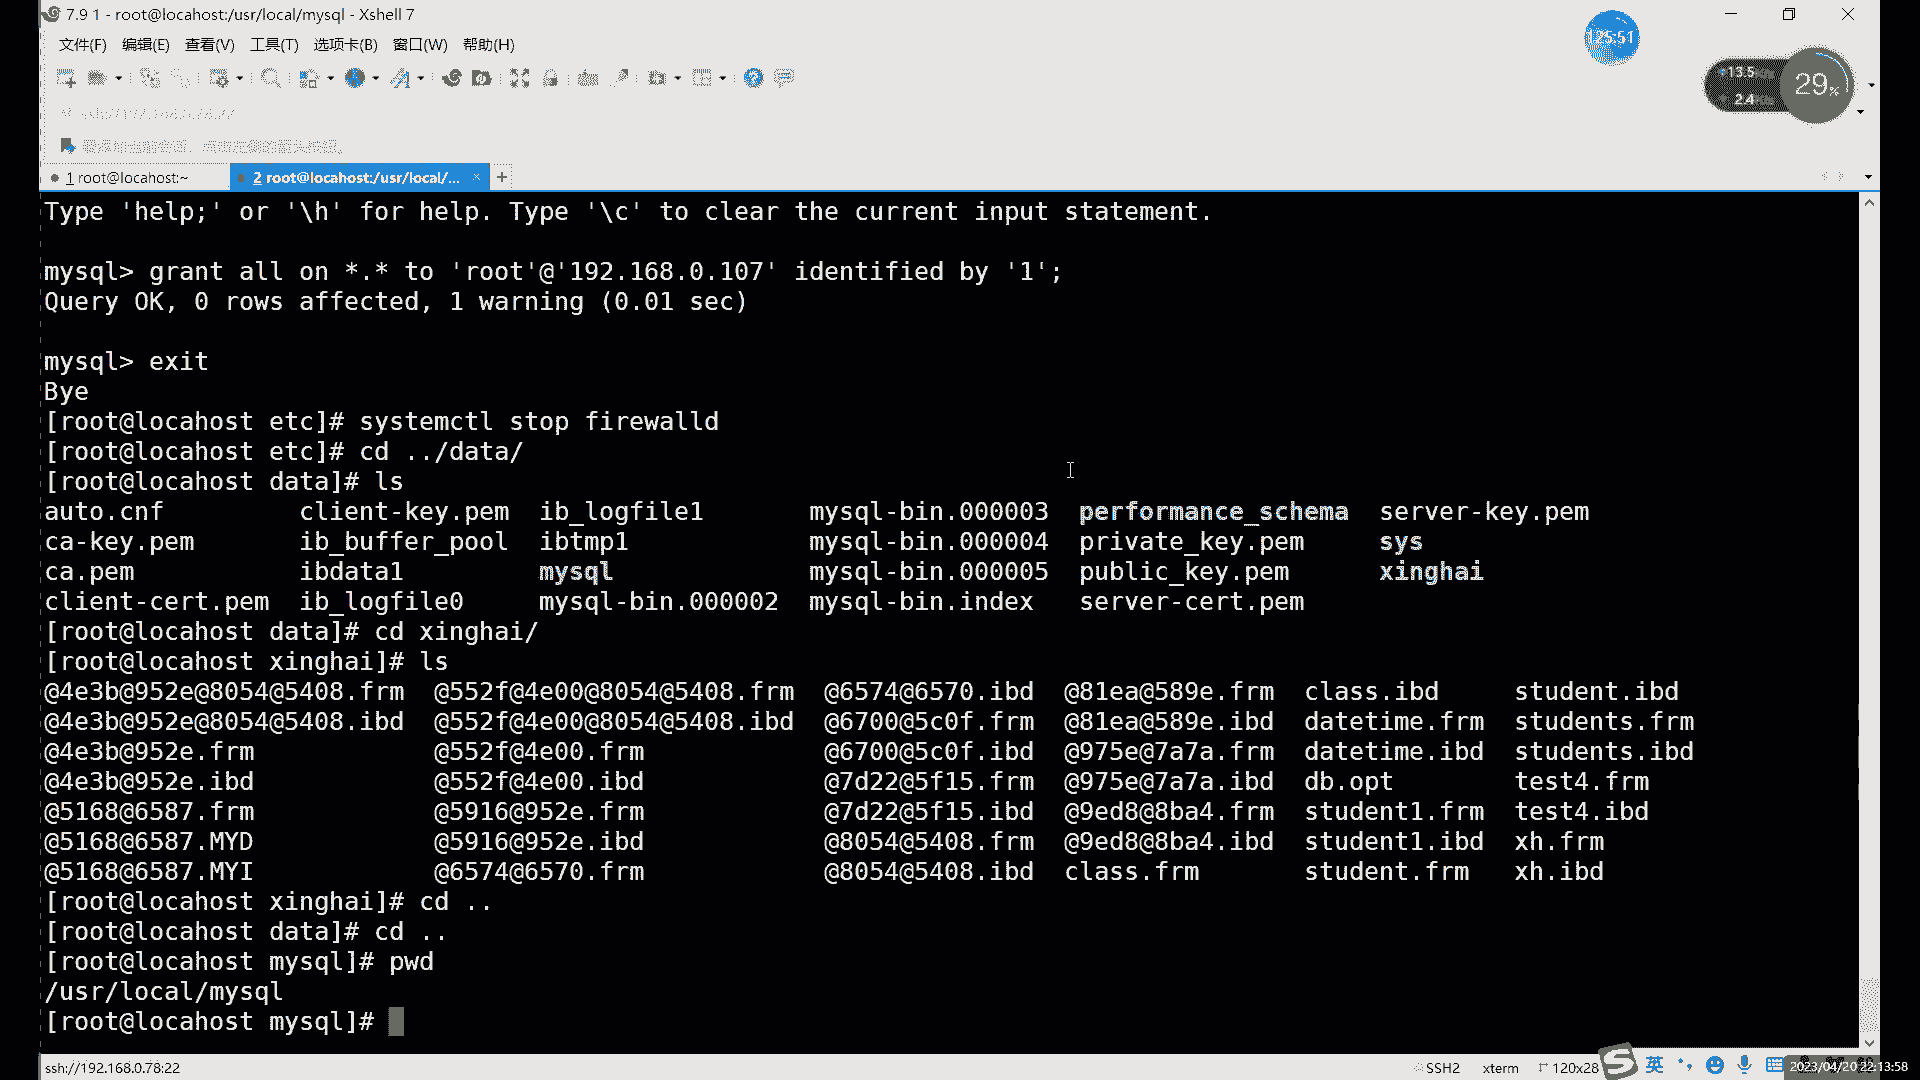 7.9 1 - root@locahost:/usr/local/mysql - Xshell 7
文件(F) 编辑(E) 查看(V) 工具(T) 选项卡(B) 窗口(W) 帮助(H)
1:25:51
13.5
2.4
29%
1 root@locahost:~
2 root@locahost:/usr/local/...
Type 'help;' or '\h' for help. Type '\c' to clear the current input statement.
mysql> grant all on *.* to 'root'@'192.168.0.107' identified by '1';
Query OK, 0 rows affected, 1 warning (0.01 sec)
mysql> exit
Bye
[root@locahost etc]# systemctl stop firewalld
[root@locahost etc]# cd ../data/
[root@locahost data]# ls
auto.cnf client-key.pem ib_logfile1 mysql-bin.000003 performance_schema server-key.pem
ca-key.pem ib_buffer_pool ibtmp1 mysql-bin.000004 private_key.pem sys
ca.pem ibdata1 mysql mysql-bin.000005 public_key.pem xinghai
client-cert.pem ib_logfile0 mysql-bin.000002 mysql-bin.index server-cert.pem
[root@locahost data]# cd xinghai/
[root@locahost xinghai]# ls
@4e3b@952e@8054@5408.frm @552f@4e00@8054@5408.frm @6574@6570.ibd @81ea@589e.frm class.ibd student.ibd
@4e3b@952e@8054@5408.ibd @552f@4e00@8054@5408.ibd @6700@5c0f.frm @81ea@589e.ibd datetime.frm students.frm
@4e3b@952e.frm @552f@4e00.frm @6700@5c0f.ibd @975e@7a7a.frm datetime.ibd students.ibd
@4e3b@952e.ibd @552f@4e00.ibd @7d22@5f15.frm @975e@7a7a.ibd db.opt test4.frm
@5168@6587.frm @5916@952e.frm @7d22@5f15.ibd @9ed8@8ba4.frm student1.frm test4.ibd
@5168@6587.MYD @5916@952e.ibd @8054@5408.frm @9ed8@8ba4.ibd student1.ibd xh.frm
@5168@6587.MYI @6574@6570.frm @8054@5408.ibd class.frm student.frm xh.ibd
[root@locahost xinghai]# cd ..
[root@locahost data]# cd ..
[root@locahost mysql]# pwd
/usr/local/mysql
[root@locahost mysql]#
ssh://192.168.0.78:22 SSH2 xterm 120x28 英 2023/04/20 22:13:58